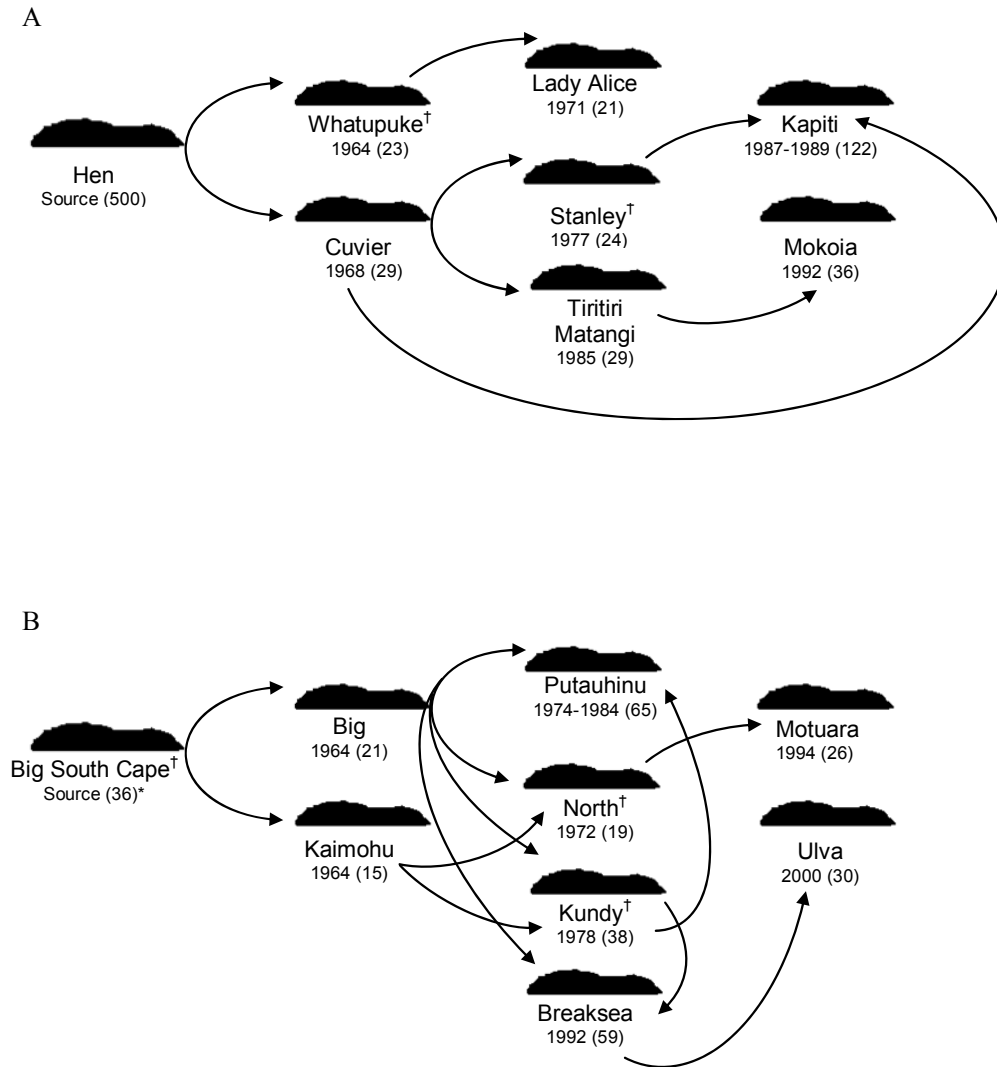 A
Lady Alice
1971 (21)
Whatupuke†
1964 (23)
Kapiti
1987-1989 (122)
Hen
Source (500)
Stanley†
1977 (24)
Cuvier
1968 (29)
Mokoia
1992 (36)
Tiritiri
Matangi
1985 (29)
B
Putauhinu
1974-1984 (65)
Big
1964 (21)
Motuara
1994 (26)
Big South Cape†
Source (36)*
North†
1972 (19)
Kaimohu
1964 (15)
Ulva
2000 (30)
Kundy†
1978 (38)
Breaksea
1992 (59)